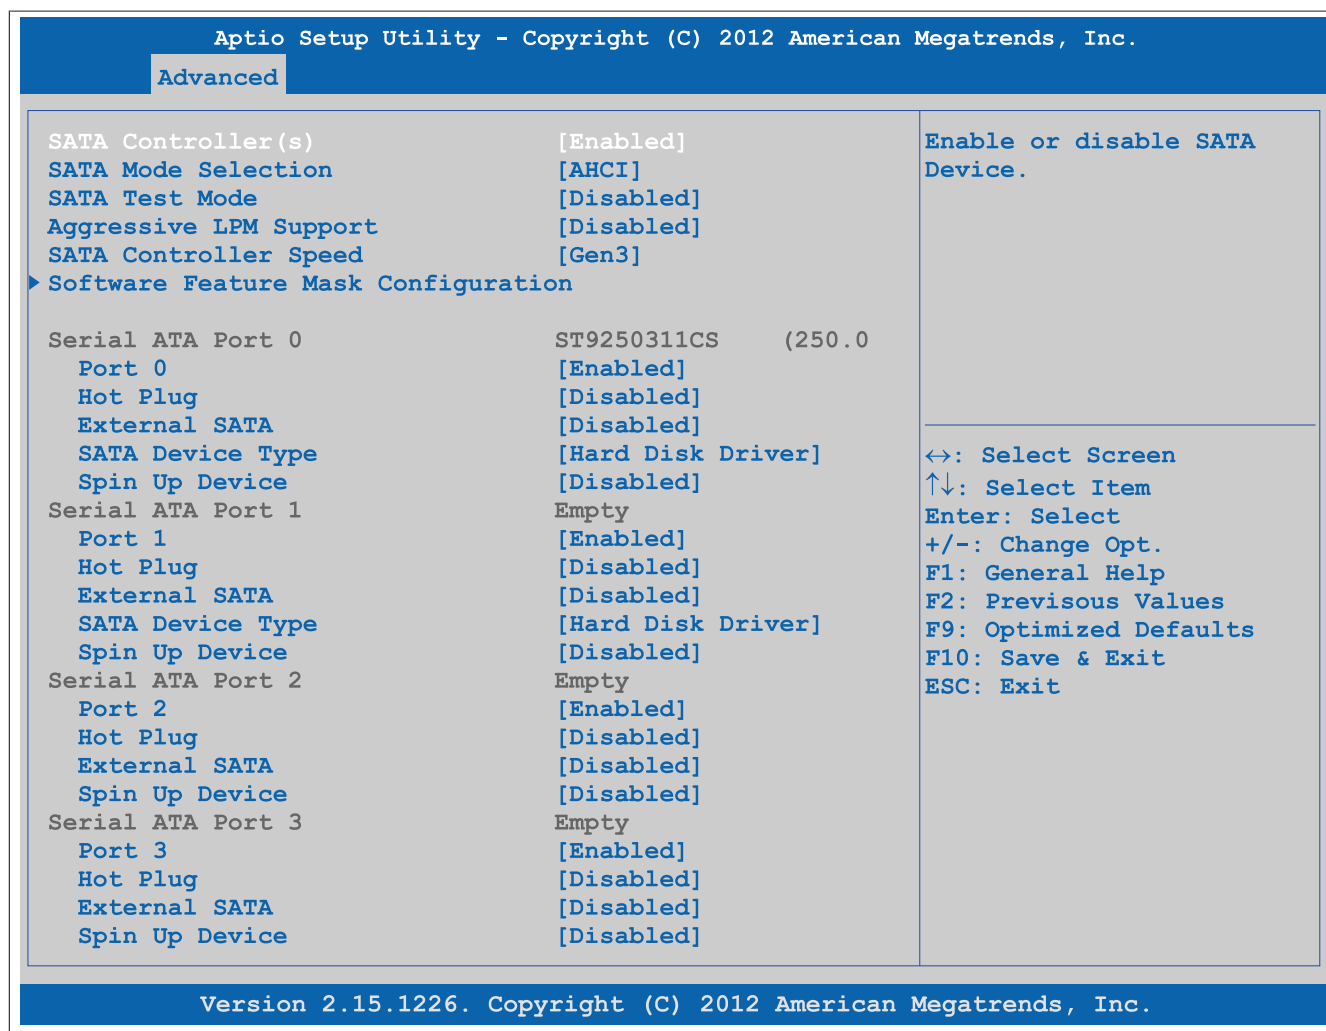 Aptio Setup Utility - Copyright (C) 2012 American Megatrends, Inc.
Advanced
SATA Controller(s) [Enabled]
SATA Mode Selection [AHCI]
SATA Test Mode [Disabled]
Aggressive LPM Support [Disabled]
SATA Controller Speed [Gen3]
Software Feature Mask Configuration
Serial ATA Port 0 ST9250311CS (250.0
Port 0 [Enabled]
Hot Plug [Disabled]
External SATA [Disabled]
SATA Device Type [Hard Disk Driver]
Spin Up Device [Disabled]
Serial ATA Port 1 Empty
Port 1 [Enabled]
Hot Plug [Disabled]
External SATA [Disabled]
SATA Device Type [Hard Disk Driver]
Spin Up Device [Disabled]
Serial ATA Port 2 Empty
Port 2 [Enabled]
Hot Plug [Disabled]
External SATA [Disabled]
Spin Up Device [Disabled]
Serial ATA Port 3 Empty
Port 3 [Enabled]
Hot Plug [Disabled]
External SATA [Disabled]
Spin Up Device [Disabled]
Enable or disable SATA
Device.
↔: Select Screen
↑↓: Select Item
Enter: Select
+/-: Change Opt.
F1: General Help
F2: Previsous Values
F9: Optimized Defaults
F10: Save & Exit
ESC: Exit
Version 2.15.1226. Copyright (C) 2012 American Megatrends, Inc.